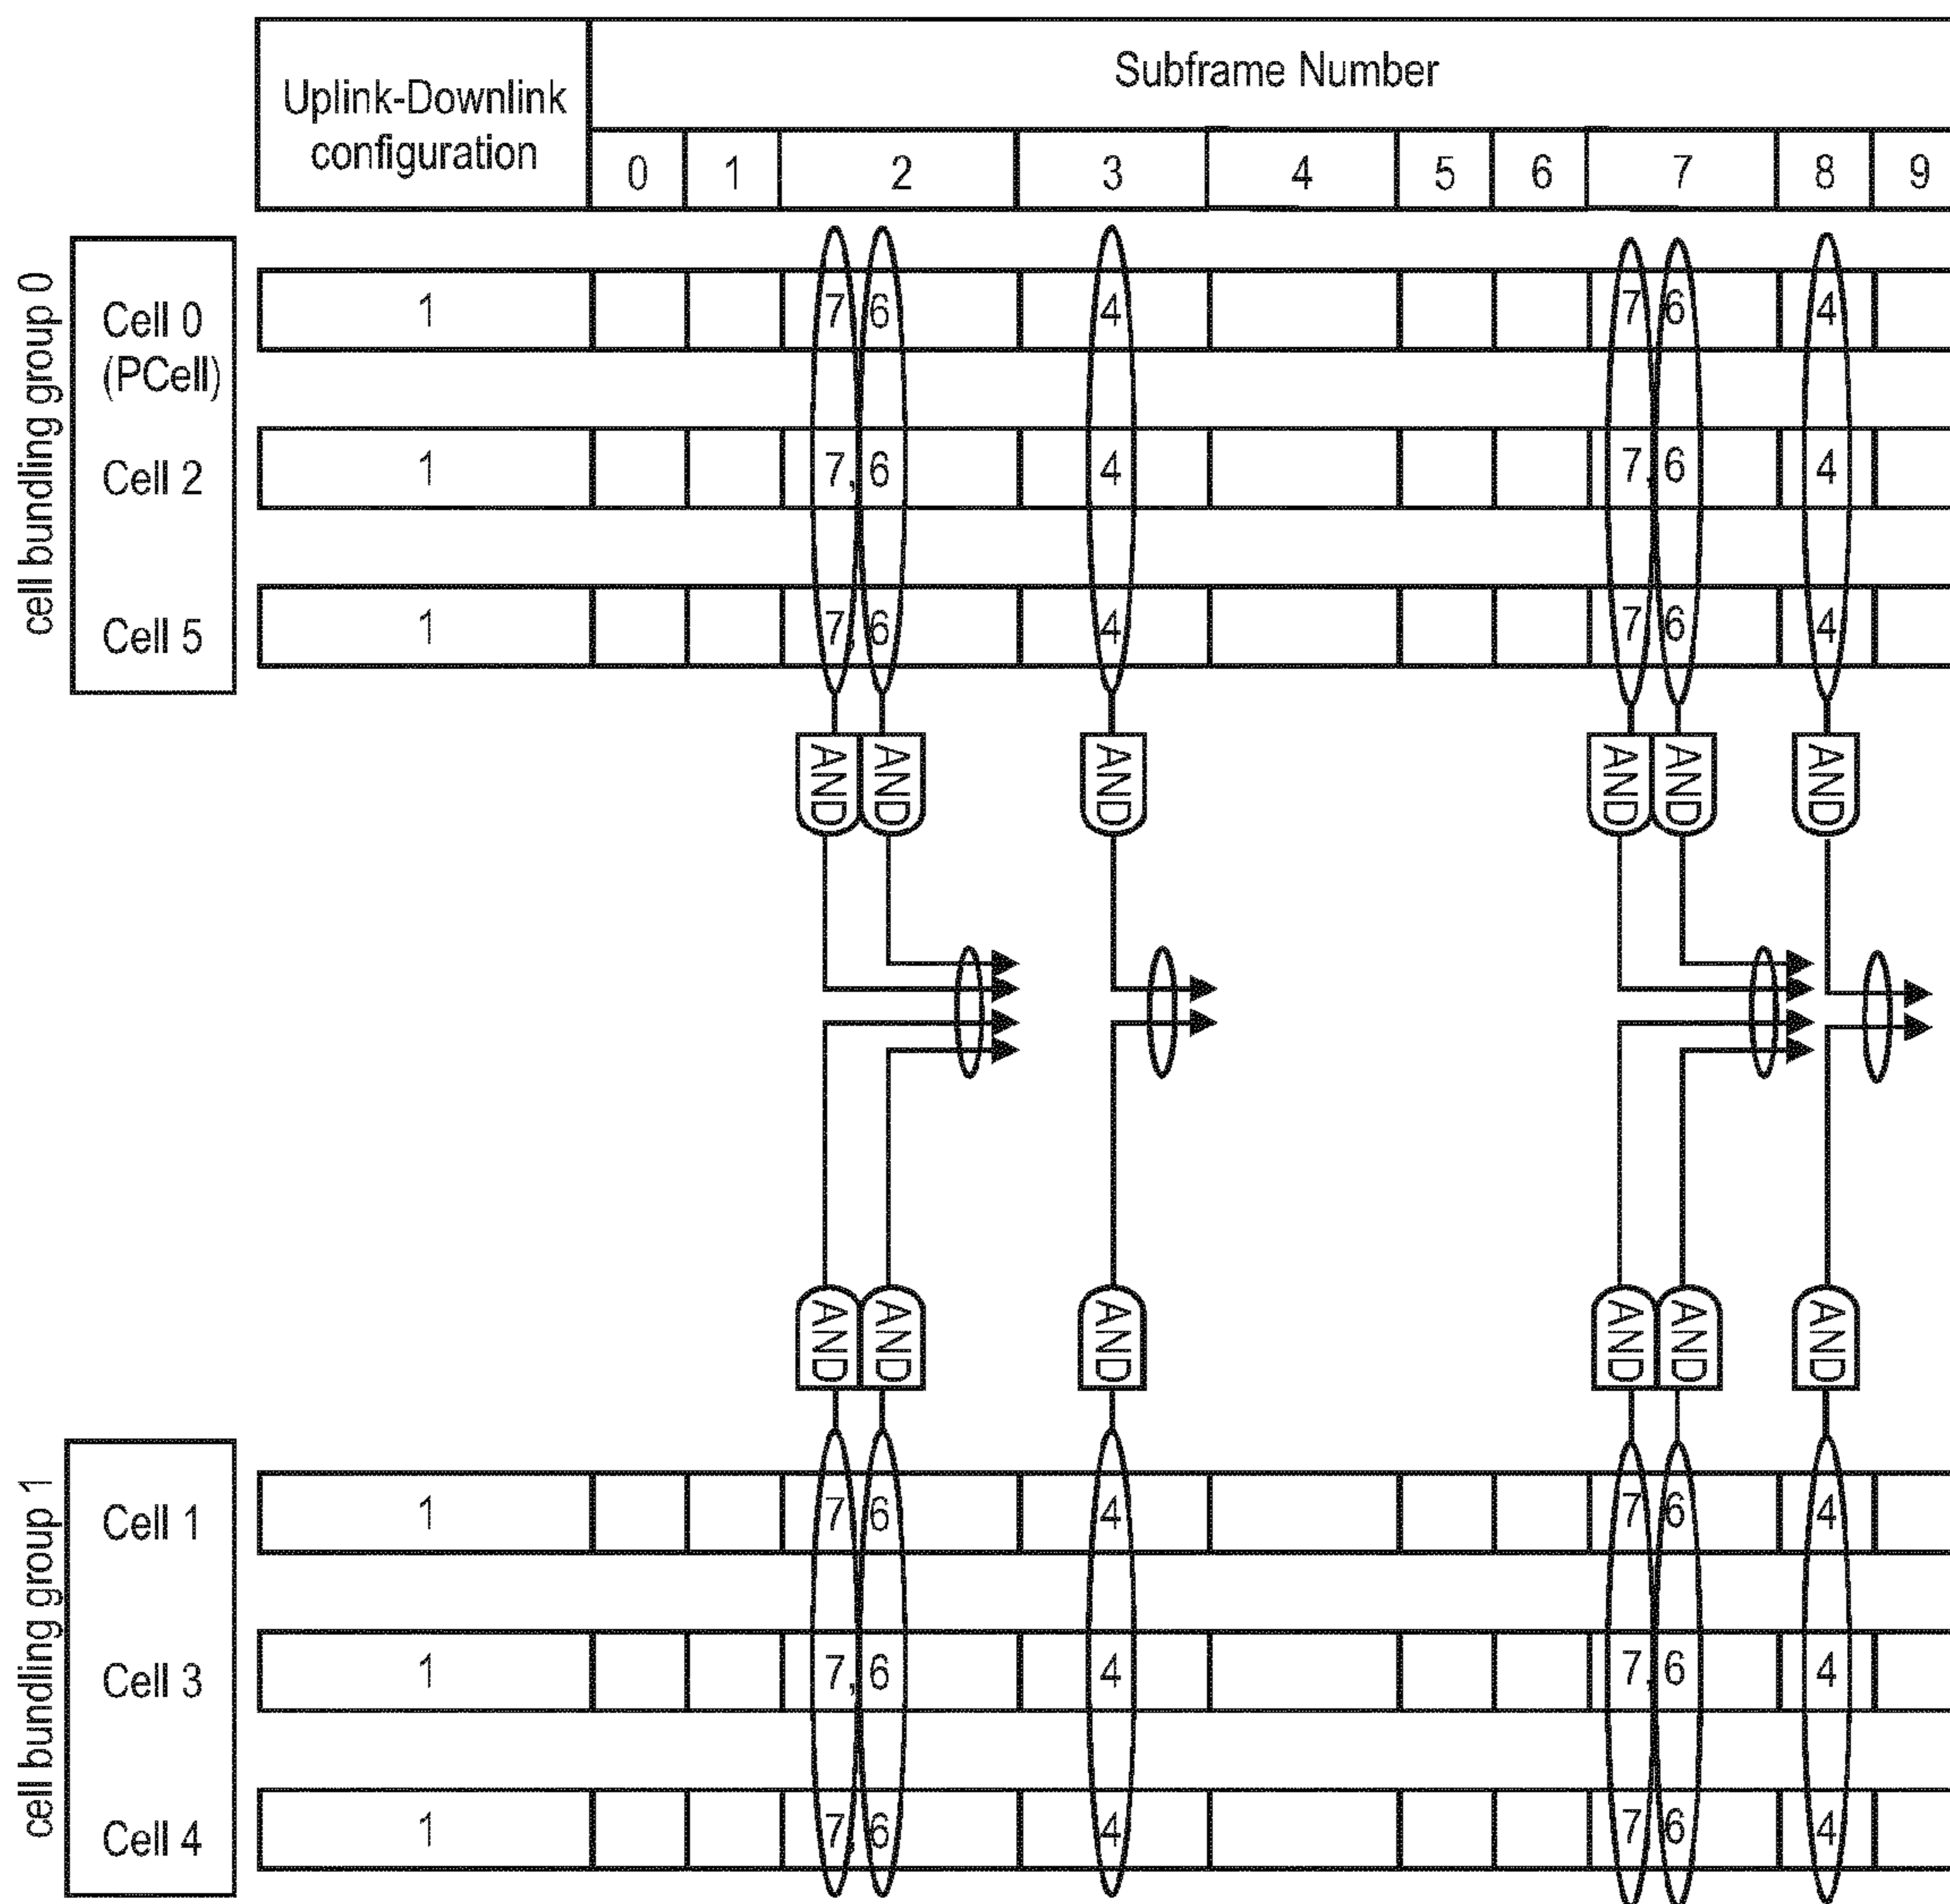 Uplink-Downlink
configuration
Subframe Number
0 1 2 3 4 5 6 7 8 9
cell bundling group 0
Cell 0
(PCell)
1 7, 6 4 7, 6 4
Cell 2
1 7, 6 4 7, 6 4
Cell 5
1 7, 6 4 7, 6 4
AND AND AND AND AND AND
AND AND AND AND AND AND
cell bundling group 1
Cell 1
1 7, 6 4 7, 6 4
Cell 3
1 7, 6 4 7, 6 4
Cell 4
1 7, 6 4 7, 6 4